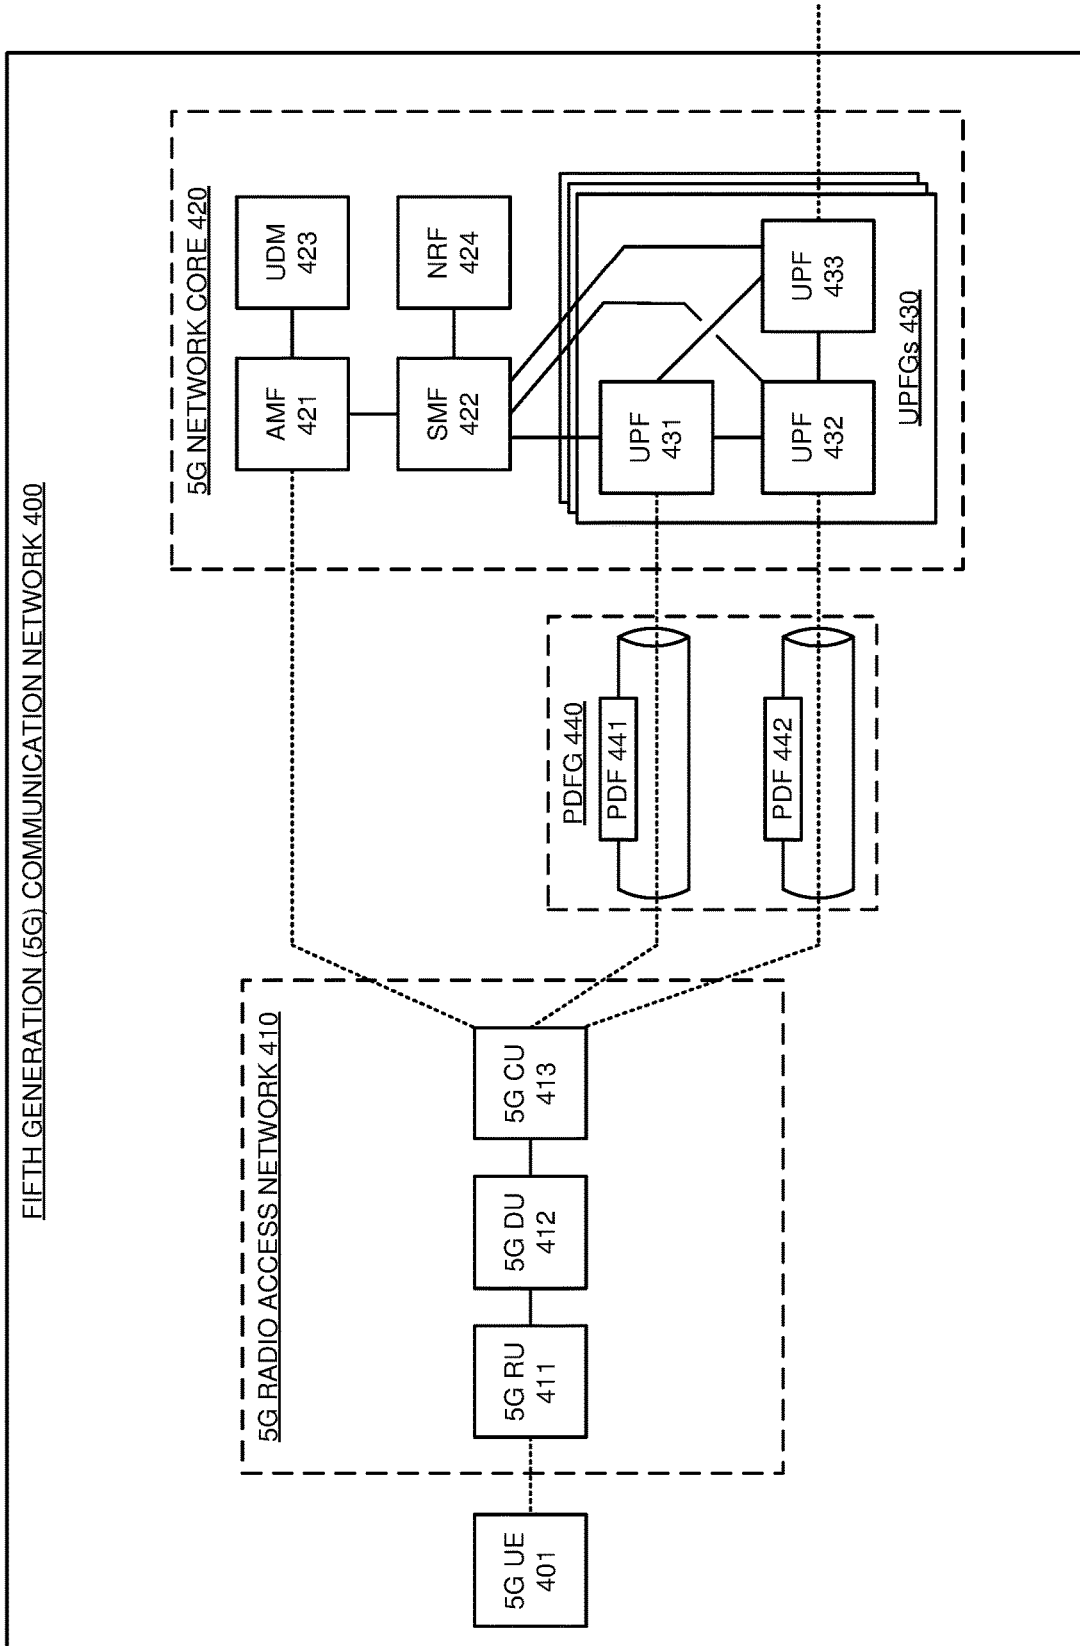 FIFTH GENERATION (5G) COMMUNICATION NETWORK 400
5G RADIO ACCESS NETWORK 410
5G UE
401
5G RU
411
5G DU
412
5G CU
413
PDFG 440
PDF 441
PDF 442
5G NETWORK CORE 420
AMF
421
UDM
423
SMF
422
NRF
424
UPF
431
UPF
432
UPF
433
UPFGs 430